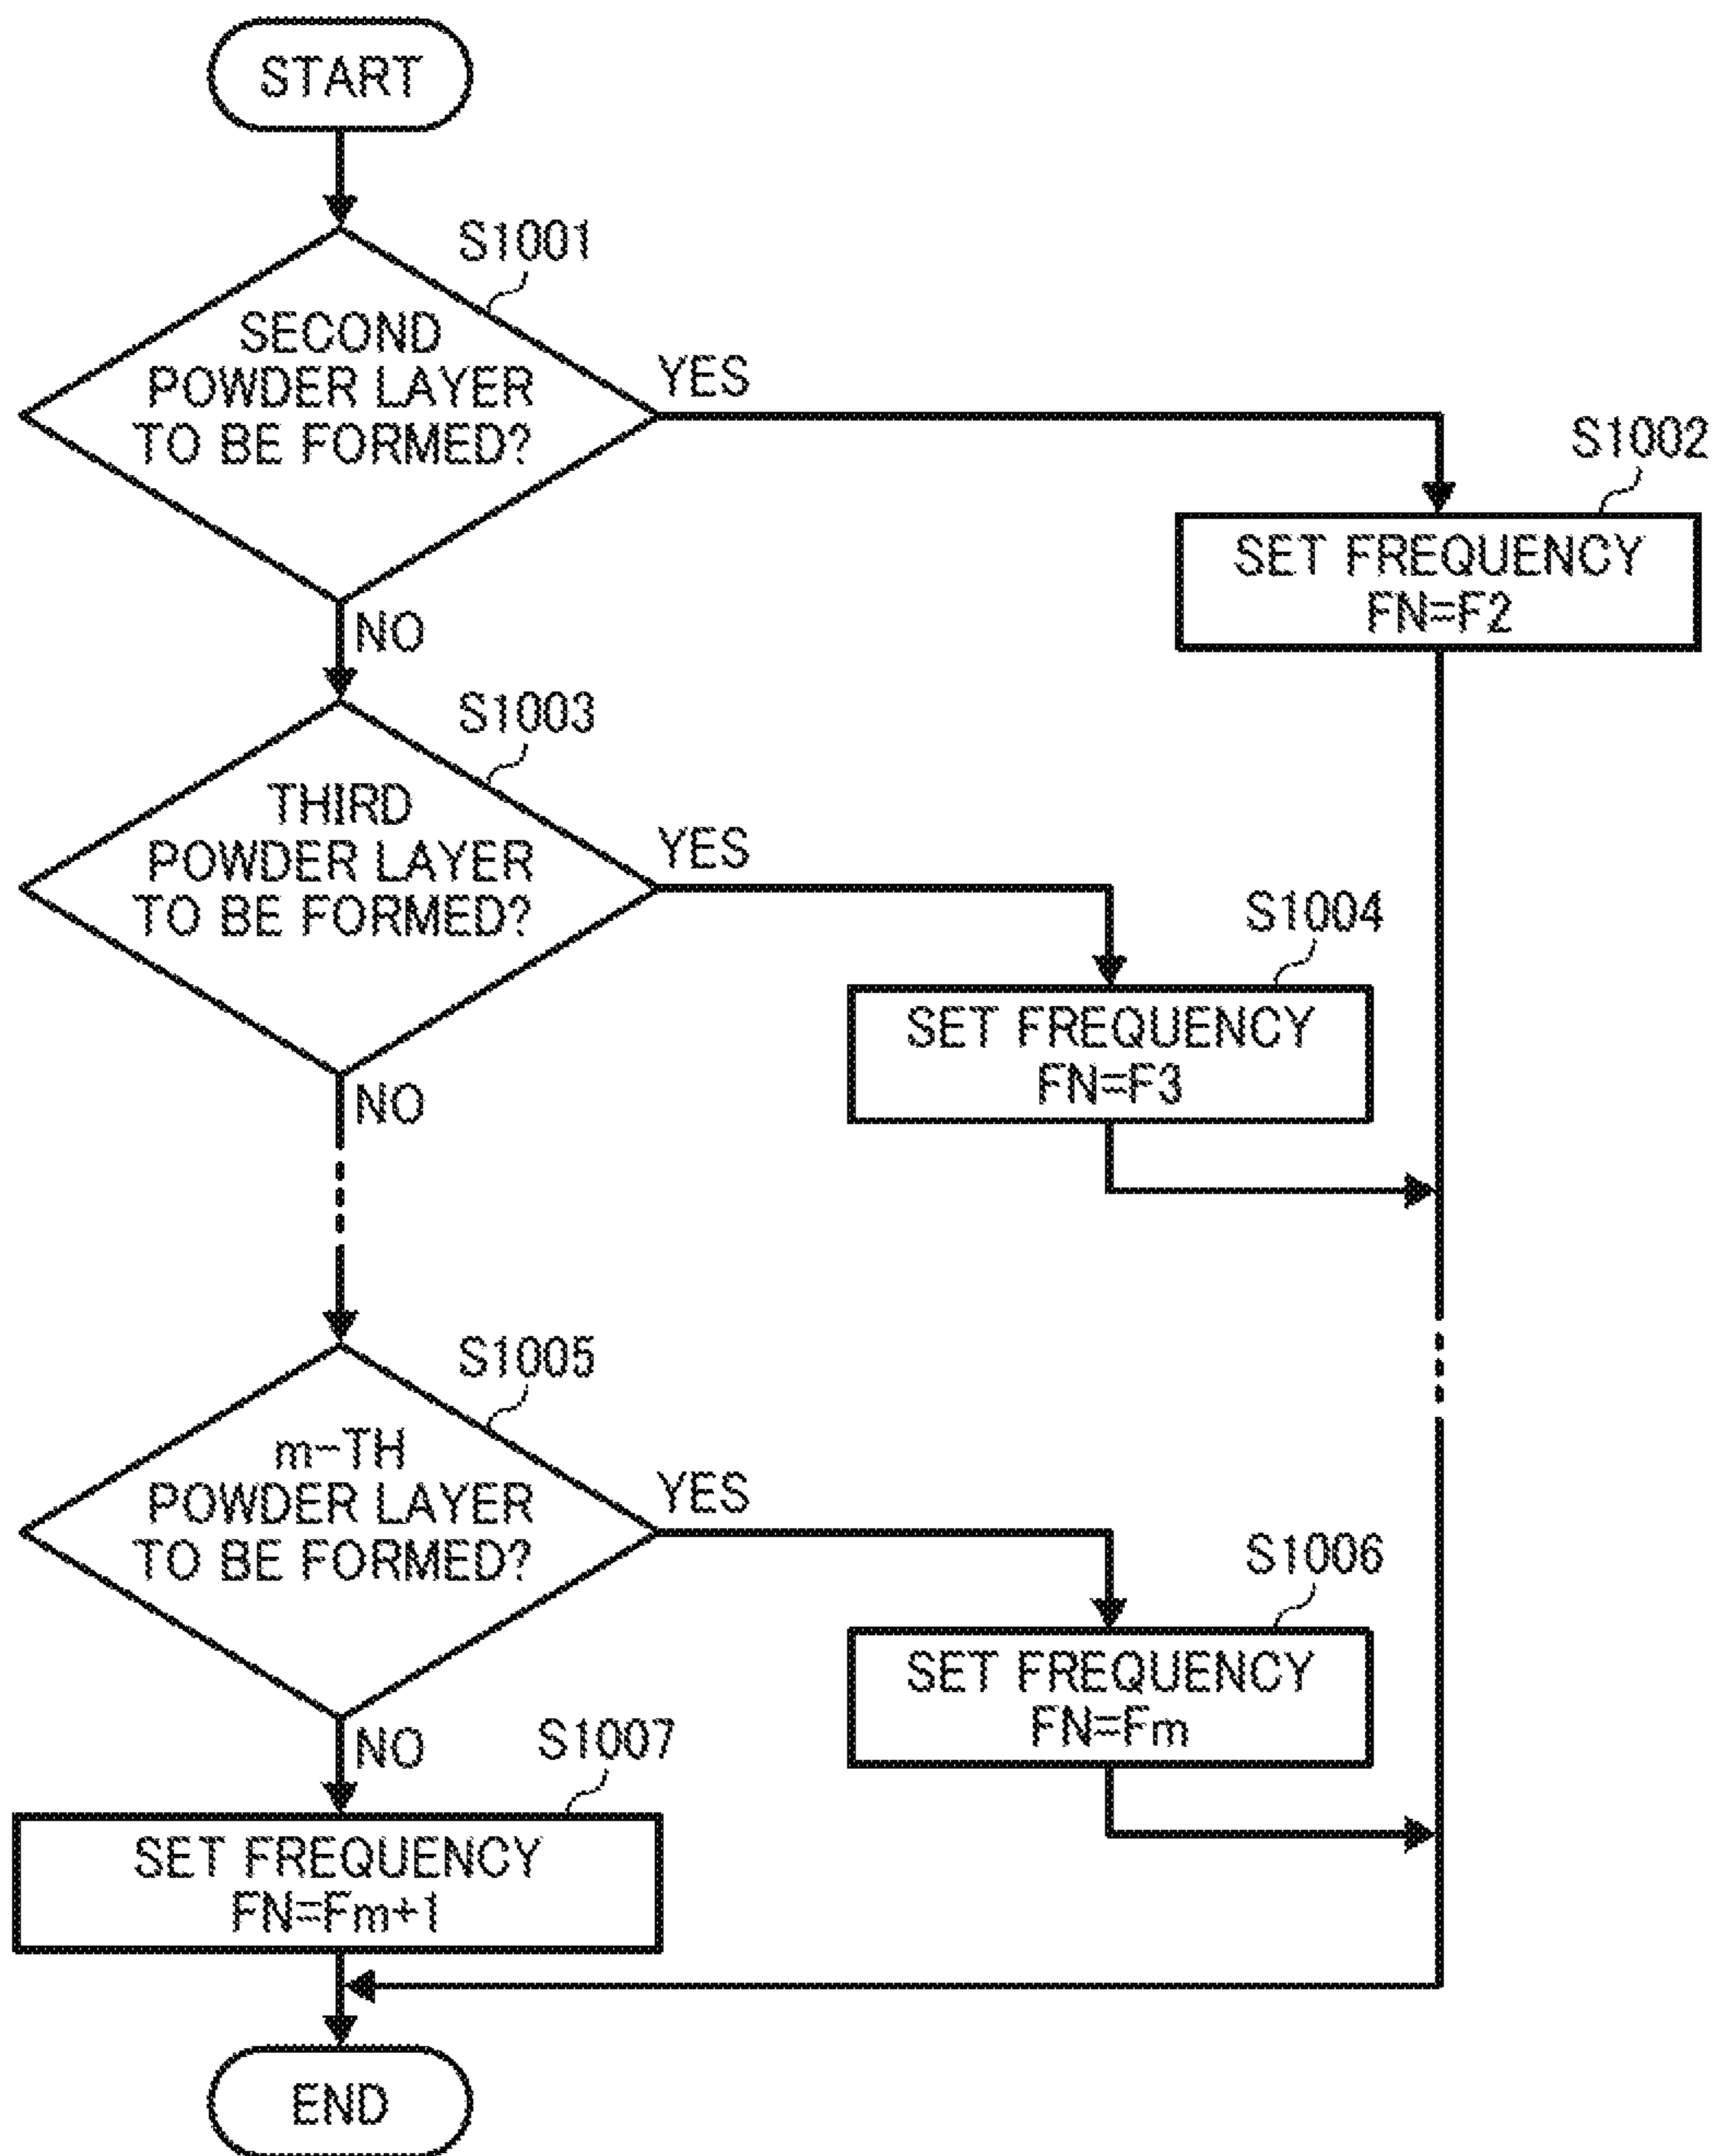 START
S1001
SECOND
POWDER LAYER
TO BE FORMED?
YES
S1002
SET FREQUENCY
FN=F2
NO
S1003
THIRD
POWDER LAYER
TO BE FORMED?
YES
S1004
SET FREQUENCY
FN=F3
NO
S1005
m-TH
POWDER LAYER
TO BE FORMED?
YES
S1006
SET FREQUENCY
FN=Fm
NO
S1007
SET FREQUENCY
FN=Fm+1
END